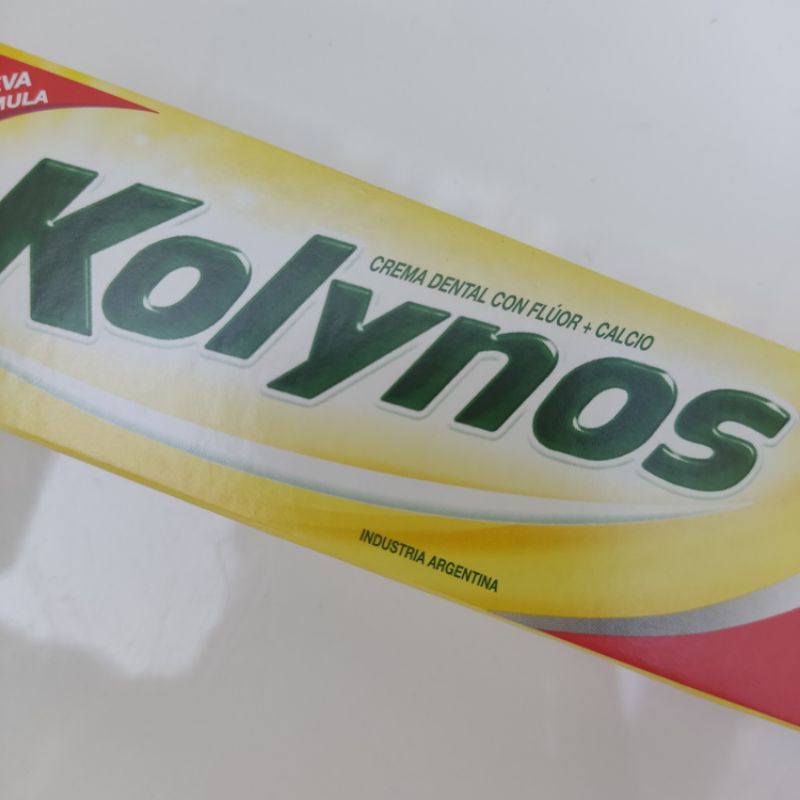 Kolynos
CREMA DENTAL CON FLÚOR + CALCIO
INDUSTRIA ARGENTINA